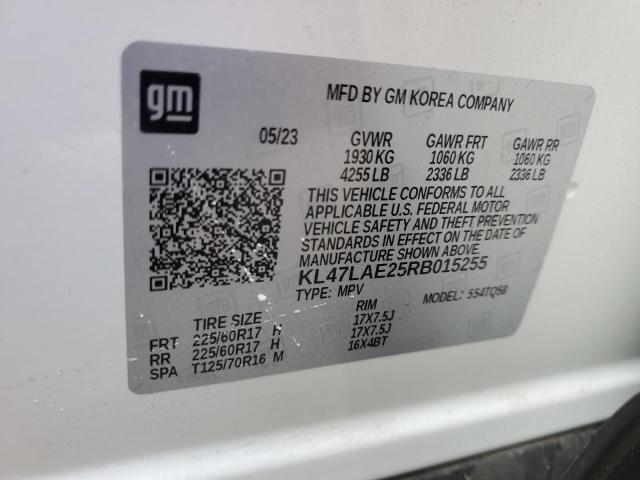 gm
MFD BY GM KOREA COMPANY
05/23 GVWR GAWR FRT GAWR RR
1930 KG 1060 KG 1060 KG
4255 LB 2336 LB 2336 LB
THIS VEHICLE CONFORMS TO ALL
APPLICABLE U.S. FEDERAL MOTOR
VEHICLE SAFETY AND THEFT PREVENTION
STANDARDS IN EFFECT ON THE DATE OF
MANUFACTURE SHOWN ABOVE.
KL47LAE25RB015255
TYPE: MPV MODEL: 5S4TQ5B
TIRE SIZE RIM
FRT 225/60R17 H 17X7.5J
RR 225/60R17 H 17X7.5J
SPA T125/70R16 M 16X4BT